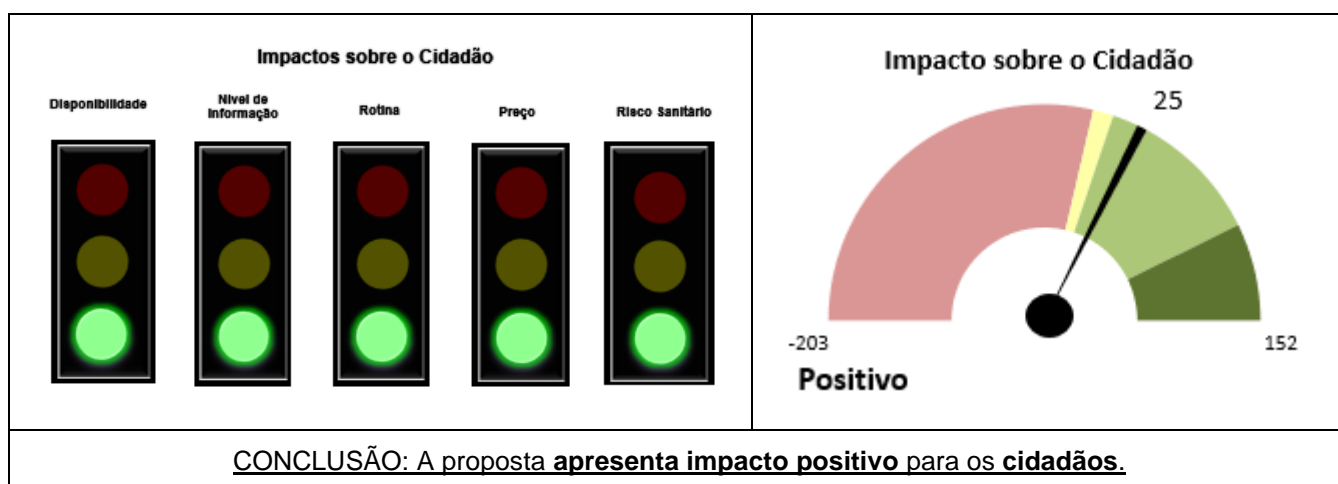 Impactos sobre o Cidadão
Disponibilidade
Nível de
Informação
Rotina
Preço
Risco Sanitário
Impacto sobre o Cidadão
25
-203
152
Positivo
CONCLUSÃO: A proposta apresenta impacto positivo para os cidadãos.